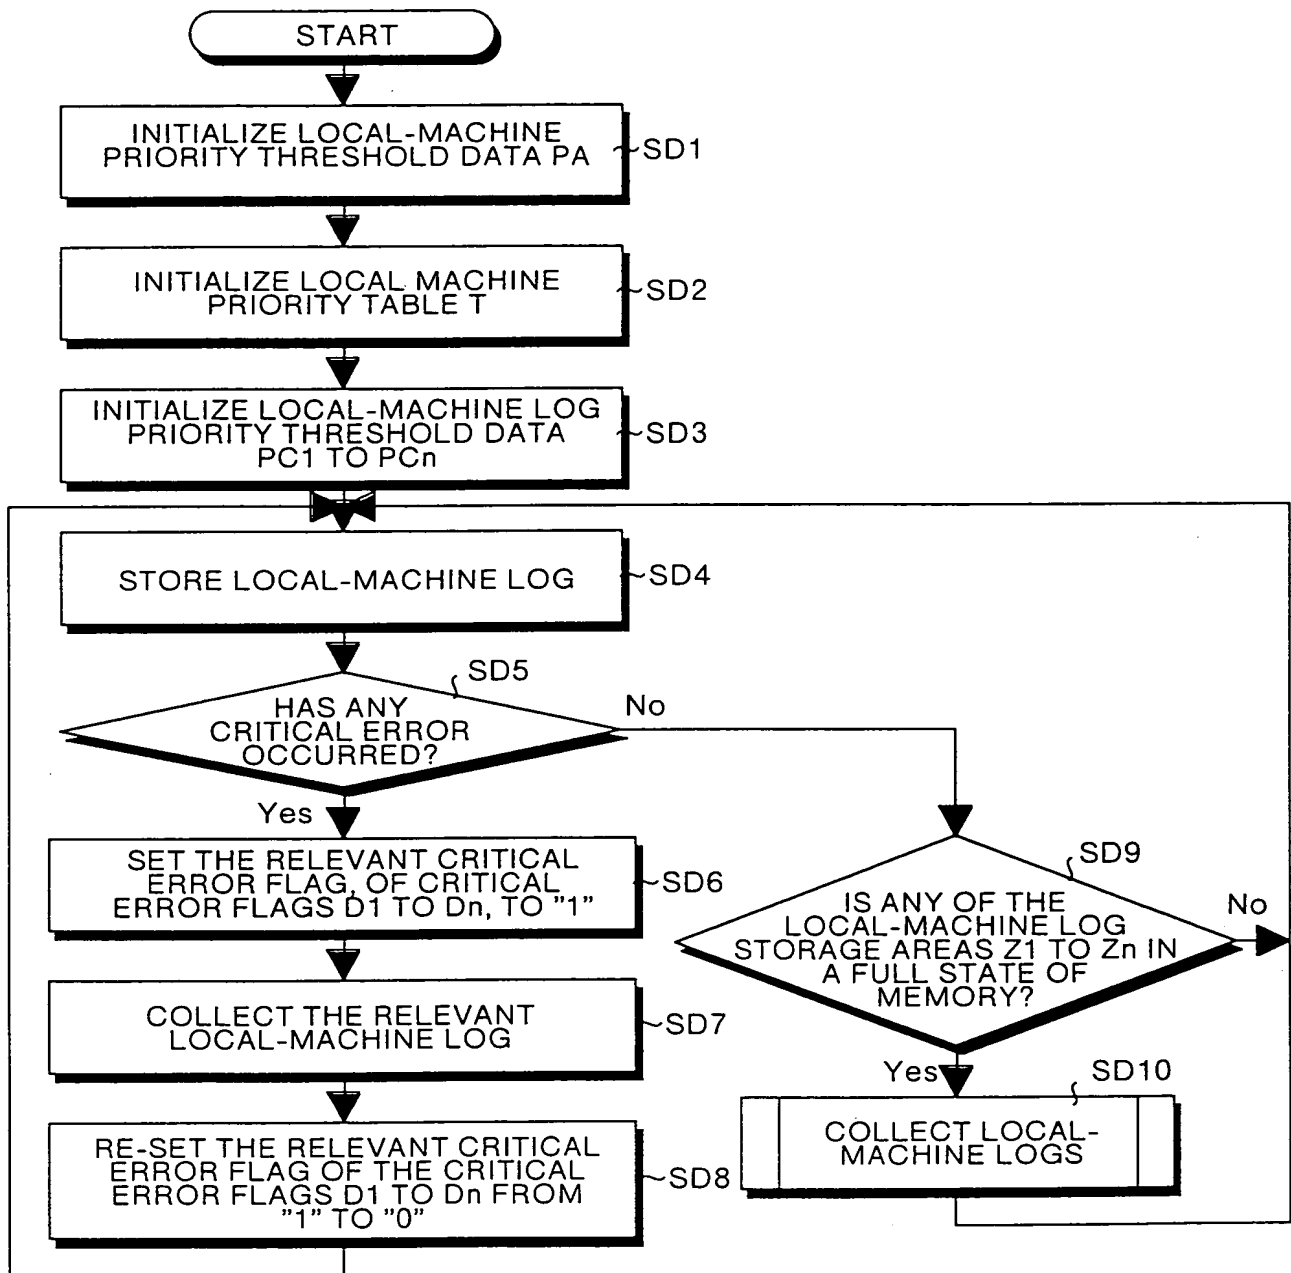 START
INITIALIZE LOCAL-MACHINE
PRIORITY THRESHOLD DATA PA
SD1
INITIALIZE LOCAL MACHINE
PRIORITY TABLE T
SD2
INITIALIZE LOCAL-MACHINE LOG
PRIORITY THRESHOLD DATA
PC1 TO PCn
SD3
STORE LOCAL-MACHINE LOG
SD4
SD5
HAS ANY
CRITICAL ERROR
OCCURRED?
No
Yes
SET THE RELEVANT CRITICAL
ERROR FLAG, OF CRITICAL
ERROR FLAGS D1 TO Dn, TO "1"
SD6
COLLECT THE RELEVANT
LOCAL-MACHINE LOG
SD7
RE-SET THE RELEVANT CRITICAL
ERROR FLAG OF THE CRITICAL
ERROR FLAGS D1 TO Dn FROM
"1" TO "0"
SD8
SD9
IS ANY OF THE
LOCAL-MACHINE LOG
STORAGE AREAS Z1 TO Zn IN
A FULL STATE OF
MEMORY?
No
Yes
SD10
COLLECT LOCAL-
MACHINE LOGS